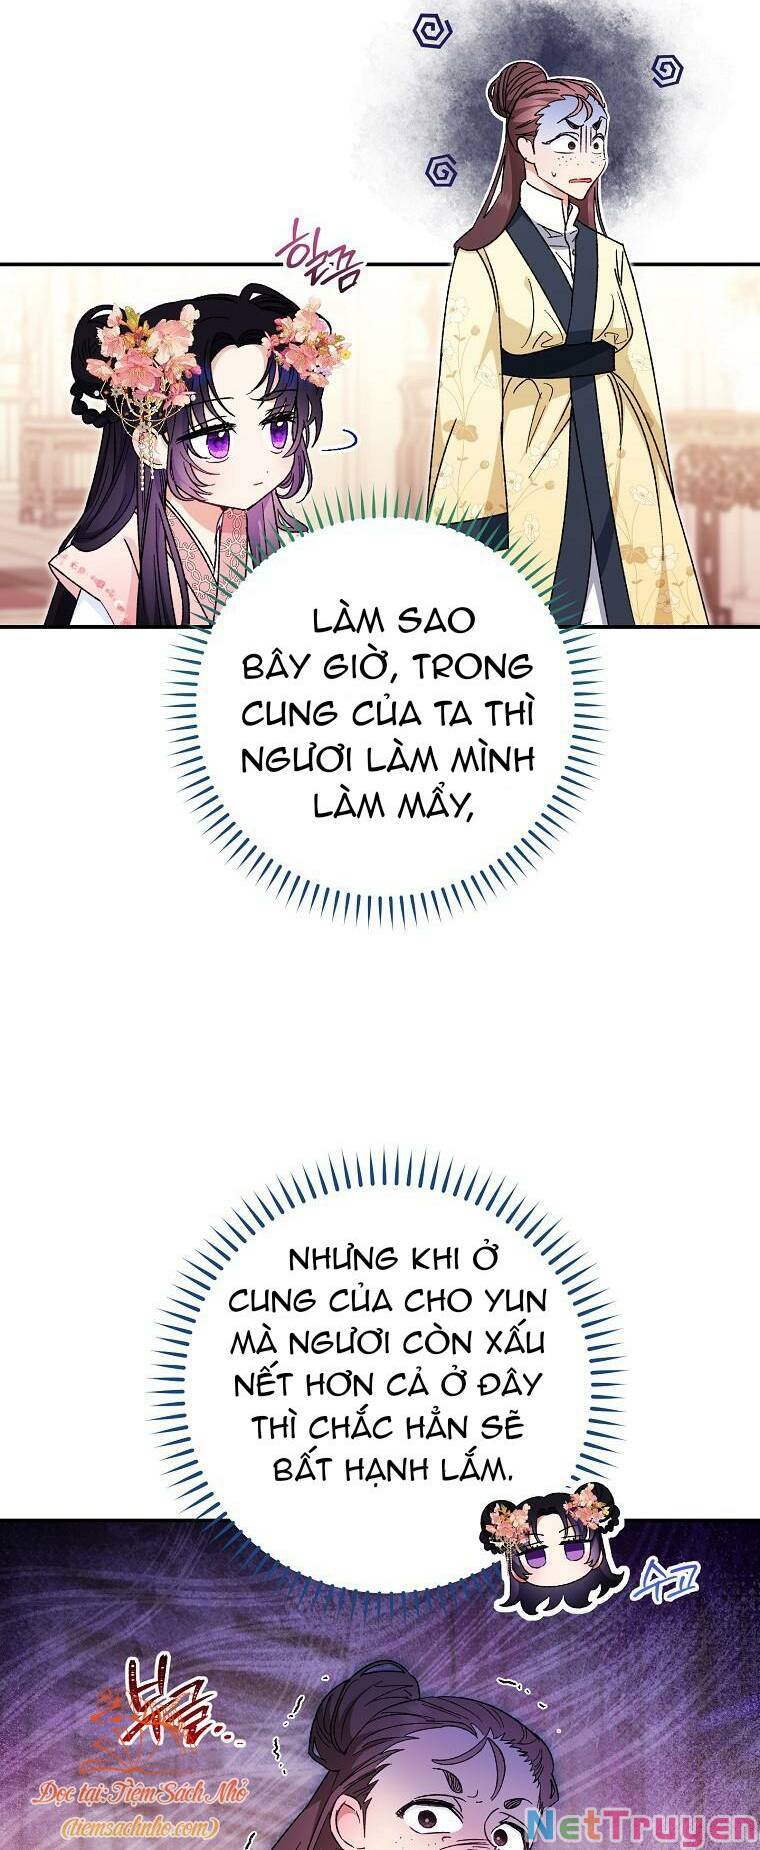 힐끔
LÀM SAO
BÂY GIỜ, TRONG
CUNG CỦA TA THÌ
NGƯƠI LÀM MÌNH
LÀM MẨY,
NHƯNG KHI Ở
CUNG CỦA CHO YUN
MÀ NGƯƠI CÒN XẤU
NẾT HƠN CẢ Ở ĐÂY
THÌ CHẮC HẲN SẼ
BẤT HẠNH LẮM.
수고
Đọc tại: Tiệm Sách Nhỏ
(tiemsachnho.com)
NetTruyen